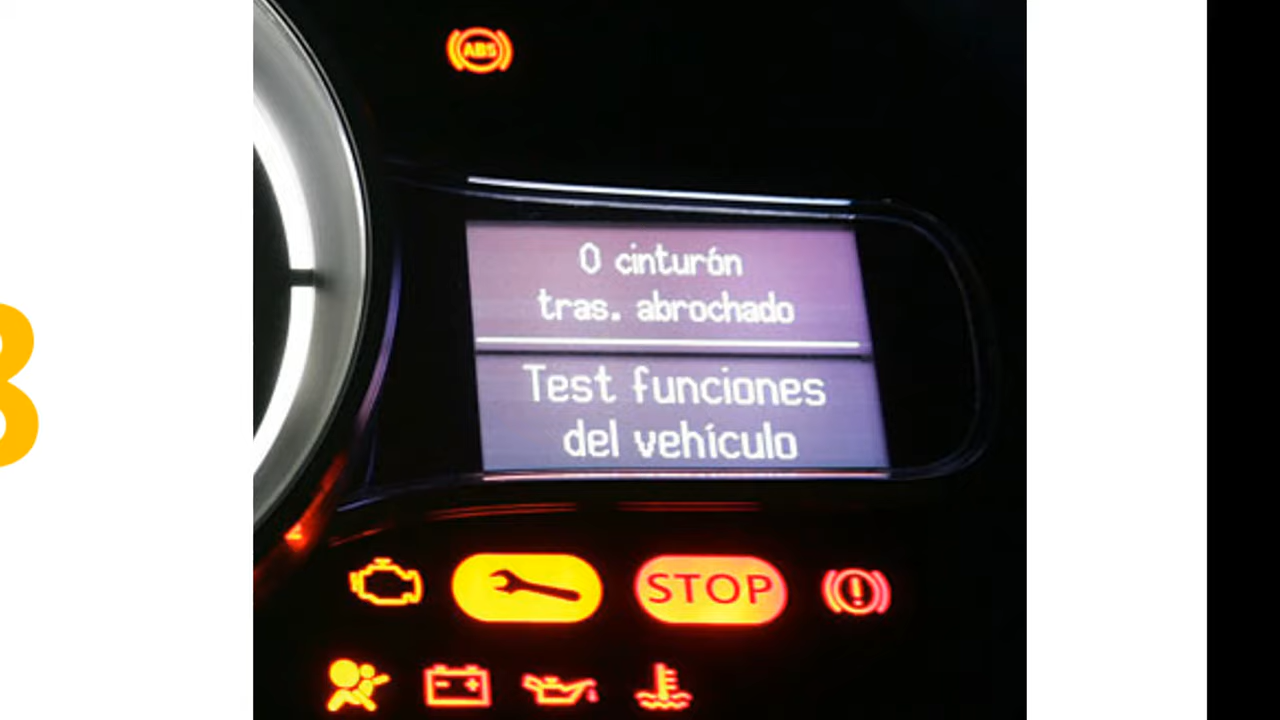 ABS
0 cinturón
tras. abrochado
Test funciones
del vehículo
STOP